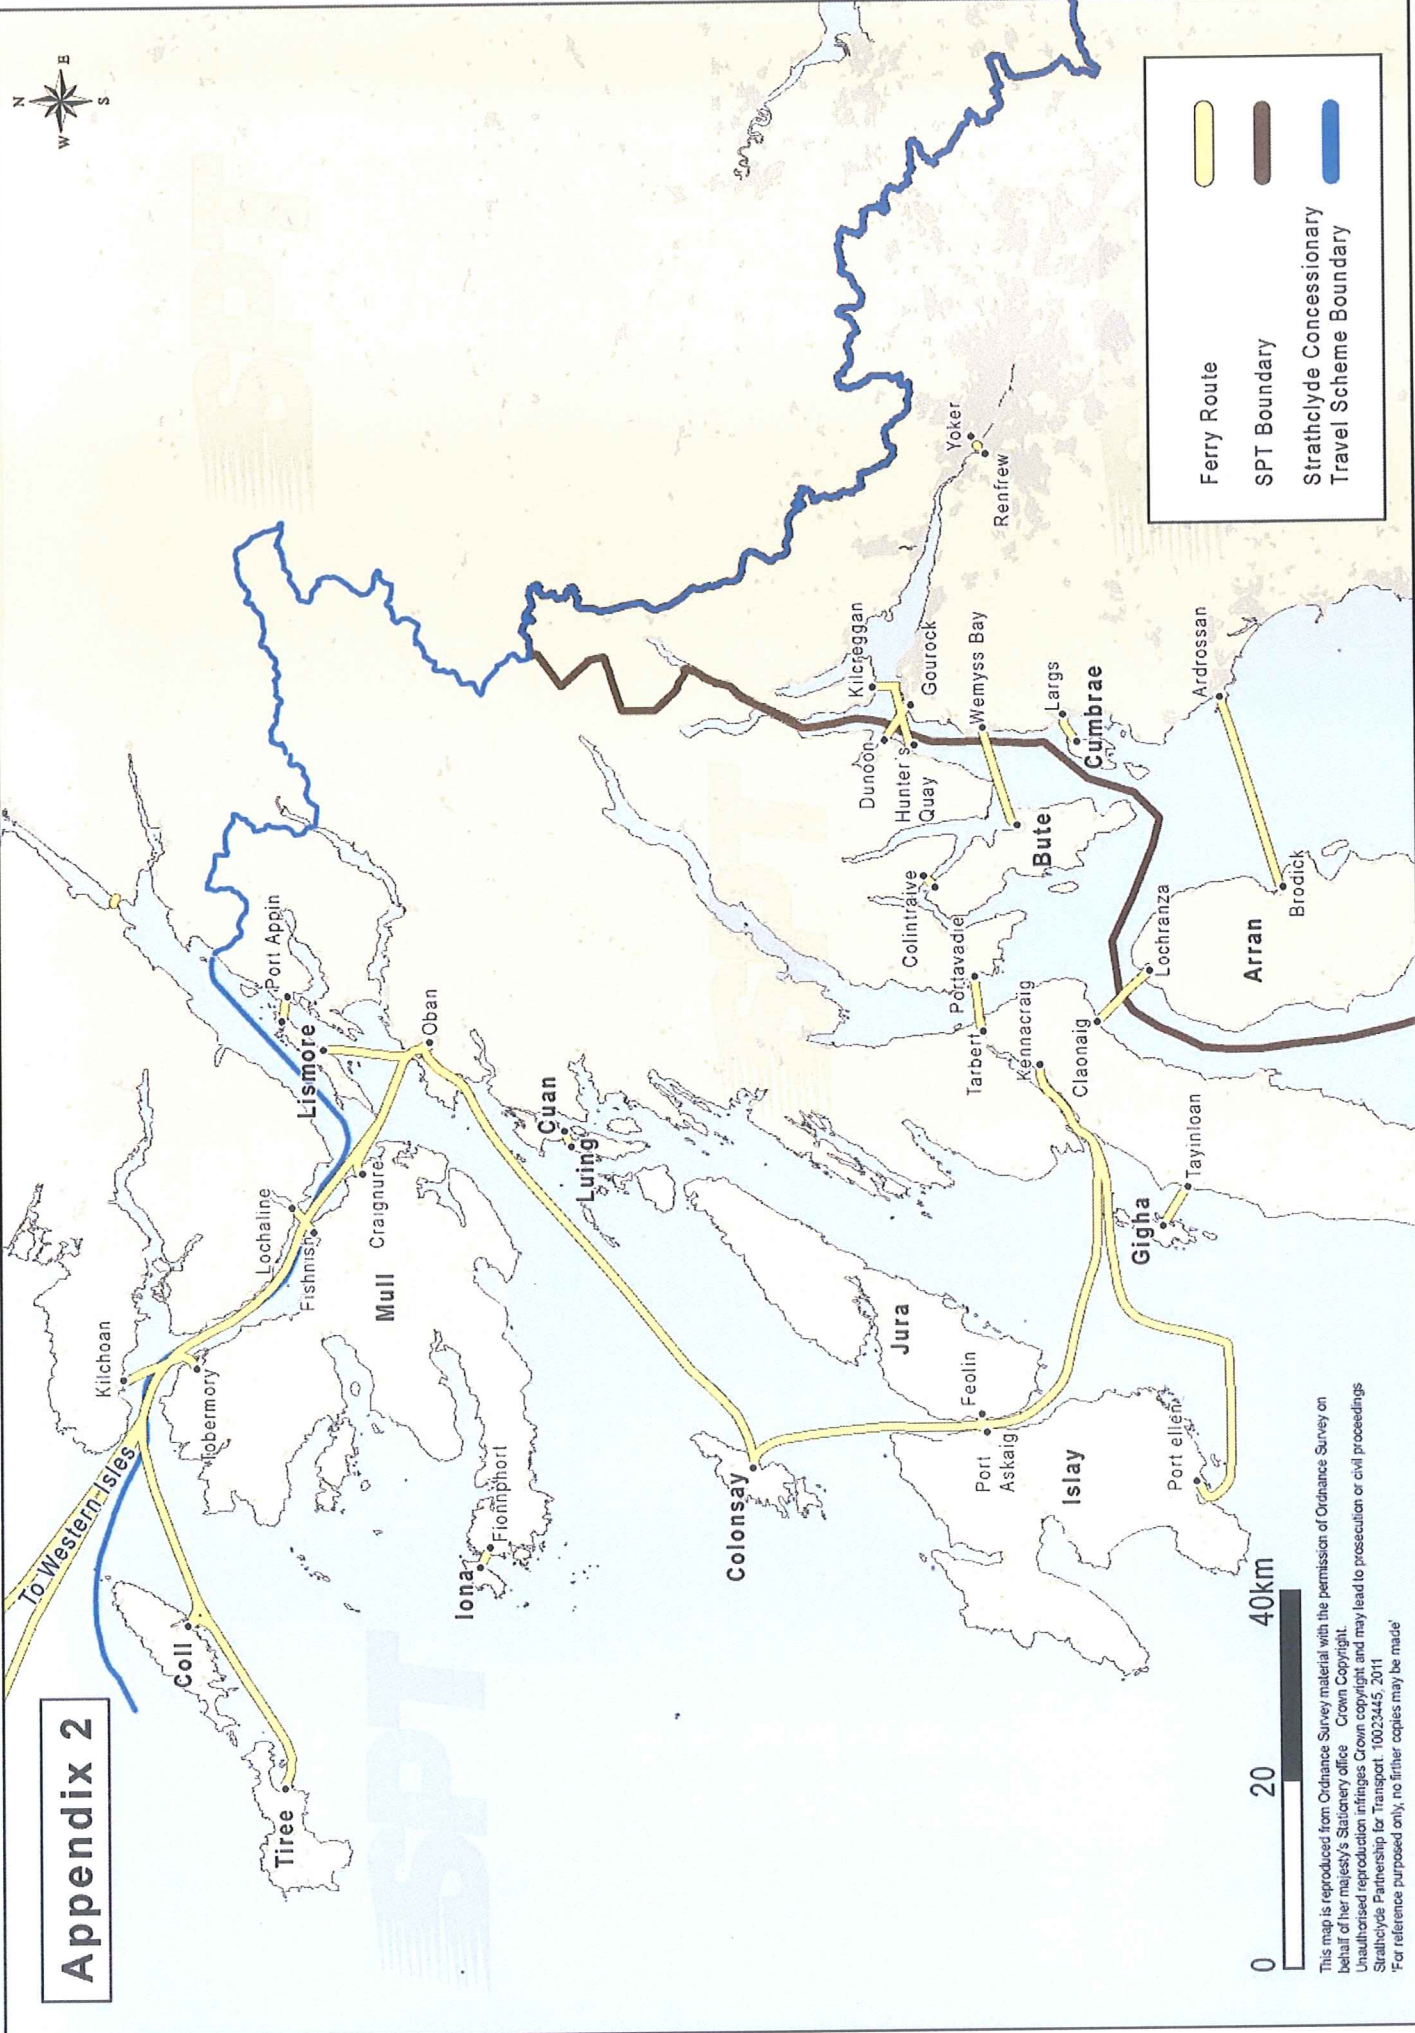 Appendix 2
N
W
E
S
To Western Isles
Kilchoan
Coll
Tobermory
Tiree
Lochaline
Fishnish
Craignure
Mull
Lismore
Port Appin
Oban
Iona
Fionnphort
Cuan
Luing
Colonsay
Jura
Feolin
Port
Askaig
Islay
Port ellen
Gigha
Tayinloan
Kennacraig
Claonaig
Tarbert
Portavadie
Colintraive
Lochranza
Arran
Brodick
Bute
Dunoon
Hunter's
Quay
Kilcreggan
Gourock
Wemyss Bay
Largs
Cumbrae
Ardrossan
Yoker
Renfrew
SPT
SPT
SPT
Ferry Route
SPT Boundary
Strathclyde Concessionary
Travel Scheme Boundary
0
20
40km
This map is reproduced from Ordnance Survey material with the permission of Ordnance Survey on
behalf of her majesty's Stationery office Crown Copyright.
Unauthorised reproduction infringes Crown copyright and may lead to prosecution or civil proceedings
Strathclyde Partnership for Transport. 10023445, 2011
'For reference purposed only, no firther copies may be made'